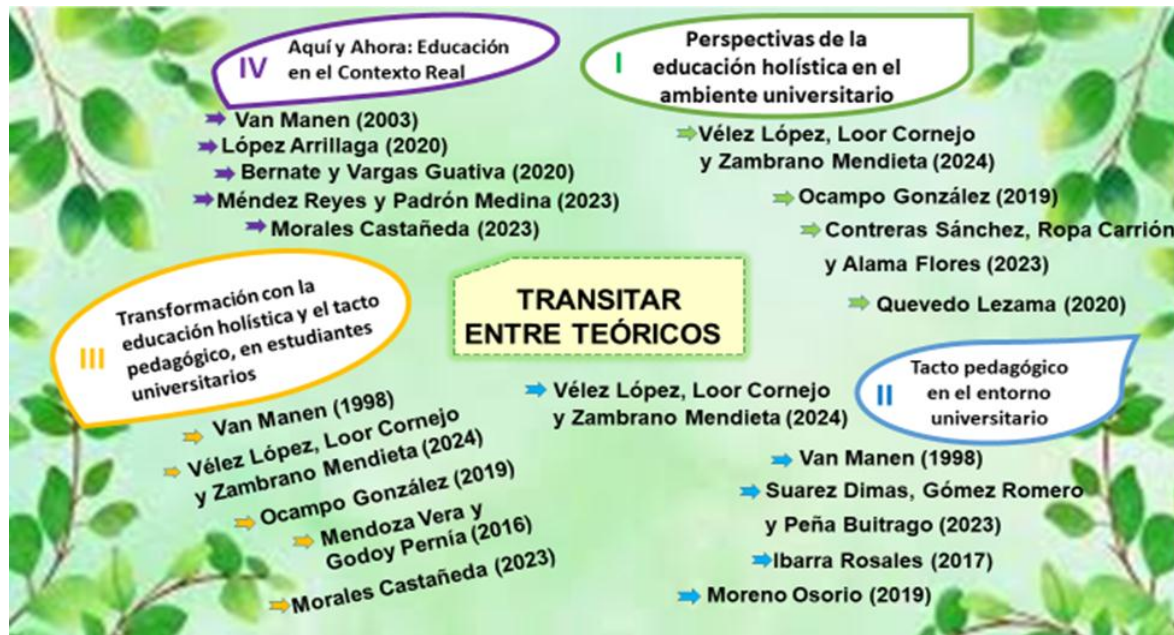 IV
Aquí y Ahora: Educación
en el Contexto Real
Van Manen (2003)
López Arrillaga (2020)
Bernate y Vargas Guativa (2020)
Méndez Reyes y Padrón Medina (2023)
Morales Castañeda (2023)
I
Perspectivas de la
educación holística en el
ambiente universitario
Vélez López, Loor Cornejo
y Zambrano Mendieta (2024)
Ocampo González (2019)
Contreras Sánchez, Ropa Carrión
y Alama Flores (2023)
Quevedo Lezama (2020)
TRANSITAR
ENTRE TEÓRICOS
III
Transformación con la
educación holística y el tacto
pedagógico, en estudiantes
universitarios
Van Manen (1998)
Vélez López, Loor Cornejo
y Zambrano Mendieta (2024)
Ocampo González (2019)
Mendoza Vera y
Godoy Pernía (2016)
Morales Castañeda (2023)
II
Tacto pedagógico
en el entorno
universitario
Vélez López, Loor Cornejo
y Zambrano Mendieta (2024)
Van Manen (1998)
Suarez Dimas, Gómez Romero
y Peña Buitrago (2023)
Ibarra Rosales (2017)
Moreno Osorio (2019)